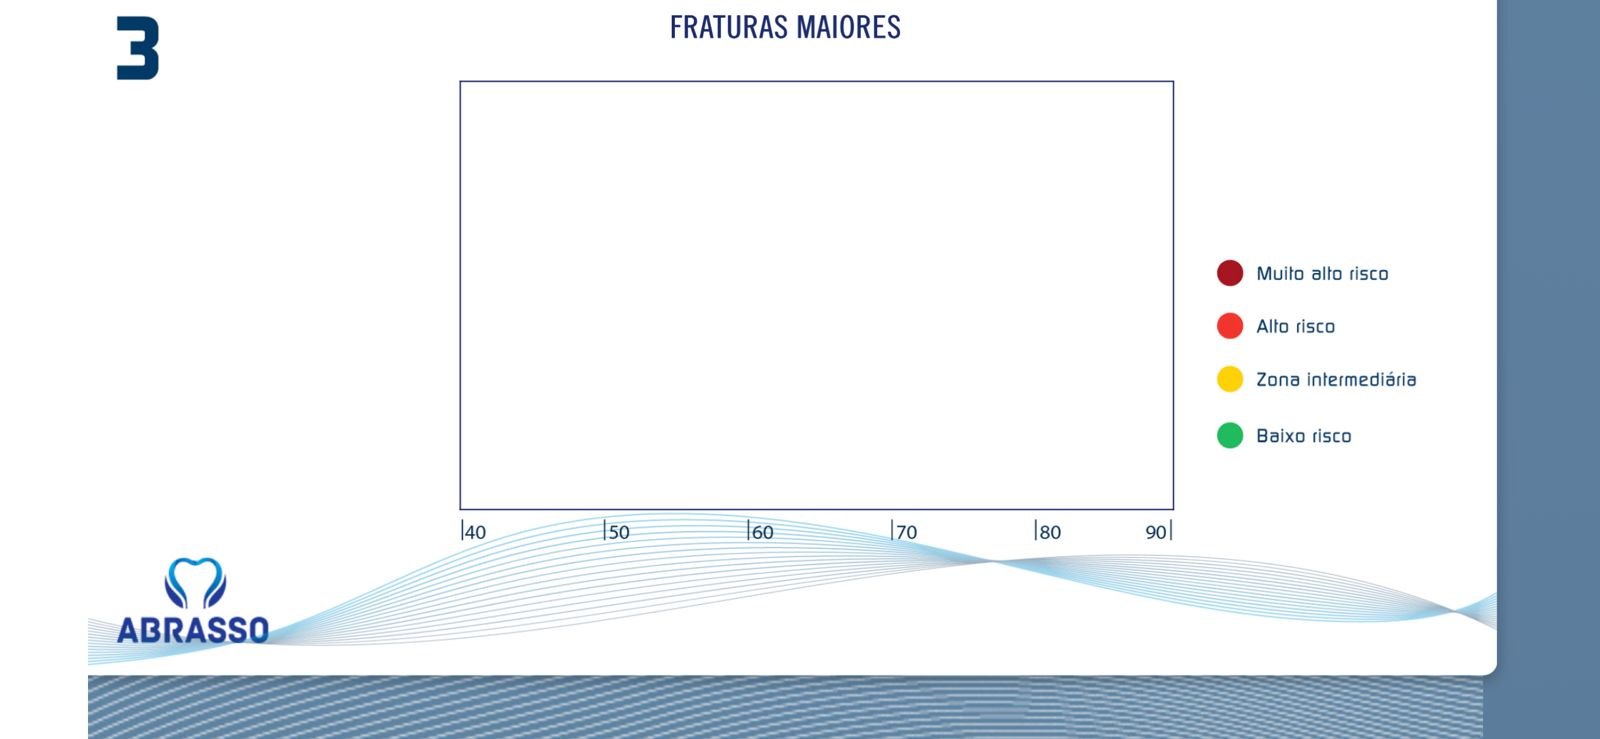 3
FRATURAS MAIORES
Muito alto risco
Alto risco
Zona intermediária
Baixo risco
|40 |50 |60 |70 |80 90|
ABRASSO